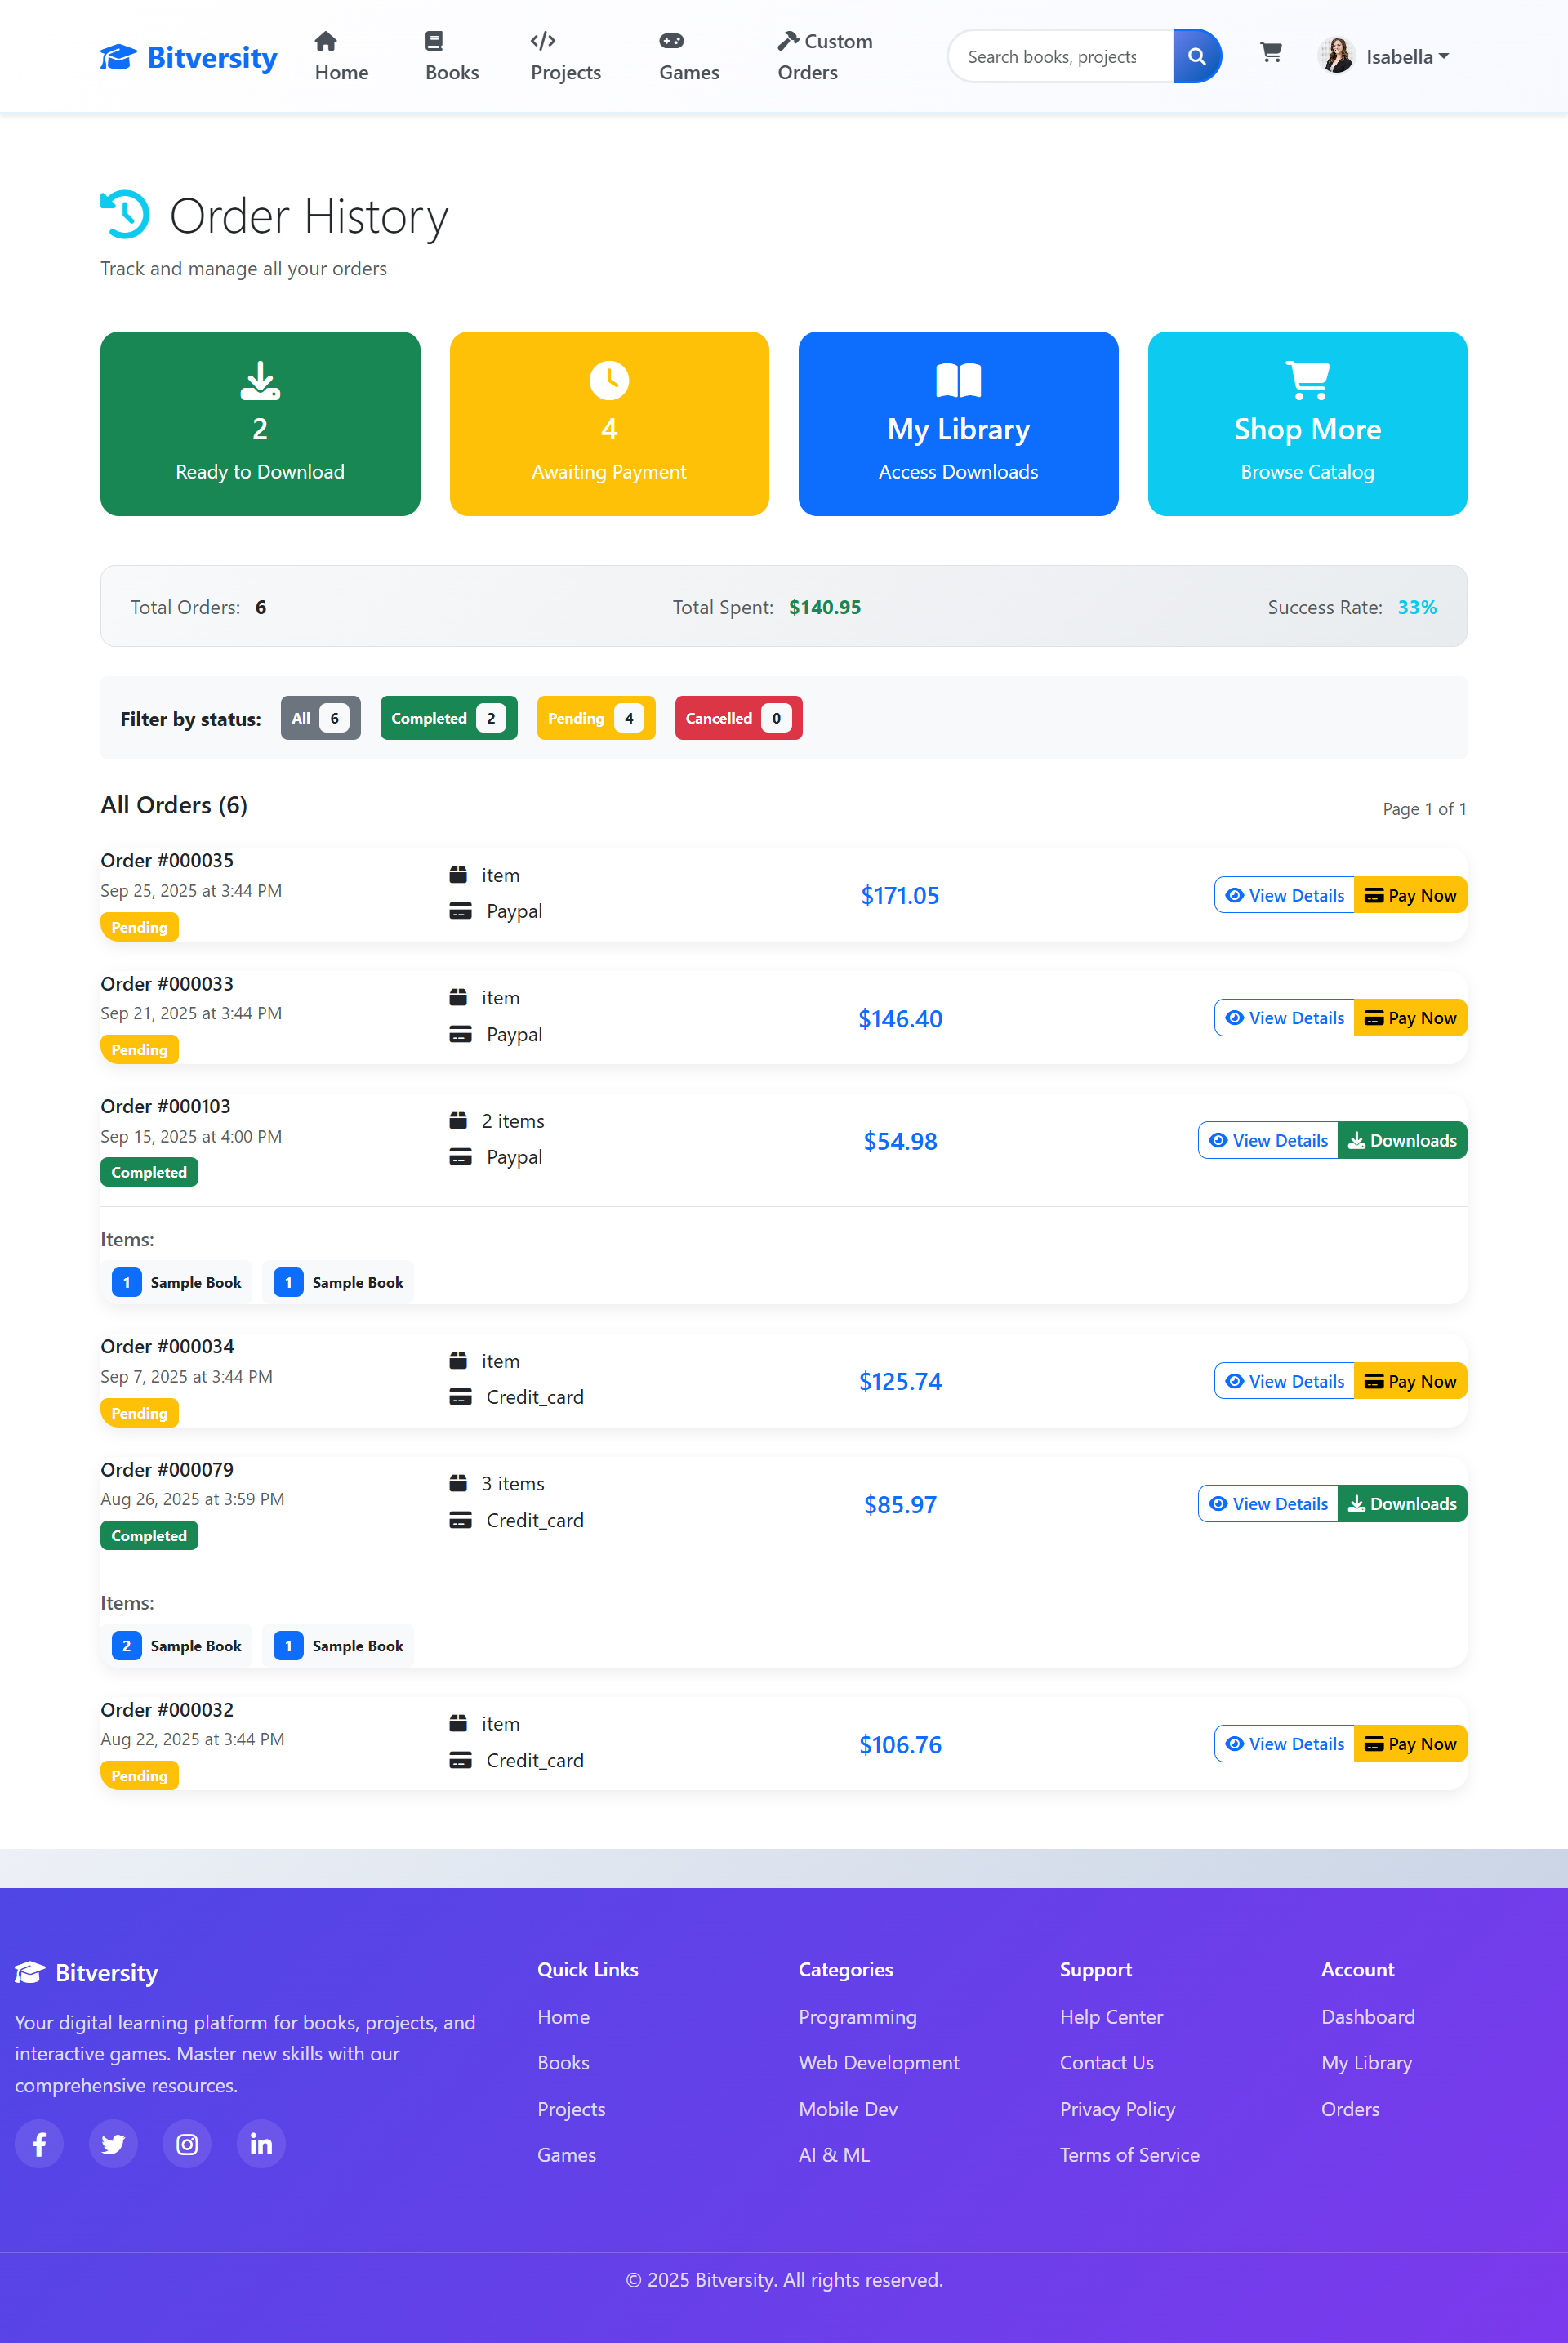 Bitversity
Home
Books
Projects
Games
Custom Orders
Search books, projects
Isabella
Order History
Track and manage all your orders
2
Ready to Download
4
Awaiting Payment
My Library
Access Downloads
Shop More
Browse Catalog
Total Orders: 6
Total Spent: $140.95
Success Rate: 33%
Filter by status: All 6 Completed 2 Pending 4 Cancelled 0
All Orders (6)
Page 1 of 1
Order #000035
Sep 25, 2025 at 3:44 PM
Pending
item
Paypal
$171.05
View Details
Pay Now
Order #000033
Sep 21, 2025 at 3:44 PM
Pending
item
Paypal
$146.40
View Details
Pay Now
Order #000103
Sep 15, 2025 at 4:00 PM
Completed
2 items
Paypal
$54.98
View Details
Downloads
Items:
1 Sample Book
1 Sample Book
Order #000034
Sep 7, 2025 at 3:44 PM
Pending
item
Credit_card
$125.74
View Details
Pay Now
Order #000079
Aug 26, 2025 at 3:59 PM
Completed
3 items
Credit_card
$85.97
View Details
Downloads
Items:
2 Sample Book
1 Sample Book
Order #000032
Aug 22, 2025 at 3:44 PM
Pending
item
Credit_card
$106.76
View Details
Pay Now
Bitversity
Your digital learning platform for books, projects, and
interactive games. Master new skills with our
comprehensive resources.
Quick Links
Home
Books
Projects
Games
Categories
Programming
Web Development
Mobile Dev
AI & ML
Support
Help Center
Contact Us
Privacy Policy
Terms of Service
Account
Dashboard
My Library
Orders
© 2025 Bitversity. All rights reserved.